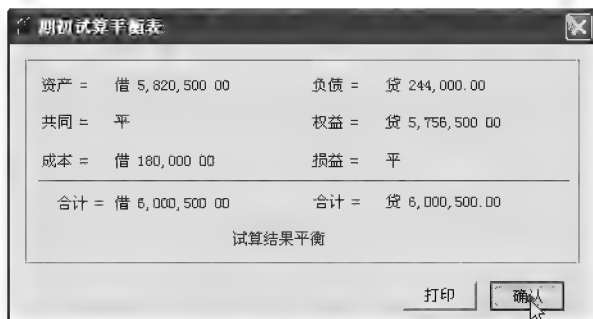 期初试算平衡表
资产 = 借 5,820,500 00 负债 = 贷 244,000.00
共同 = 平 权益 = 贷 5,756,500 00
成本 = 借 180,000 00 损益 = 平
合计 = 借 6,000,500 00 合计 = 贷 6,000,500.00
试算结果平衡
打印 确认